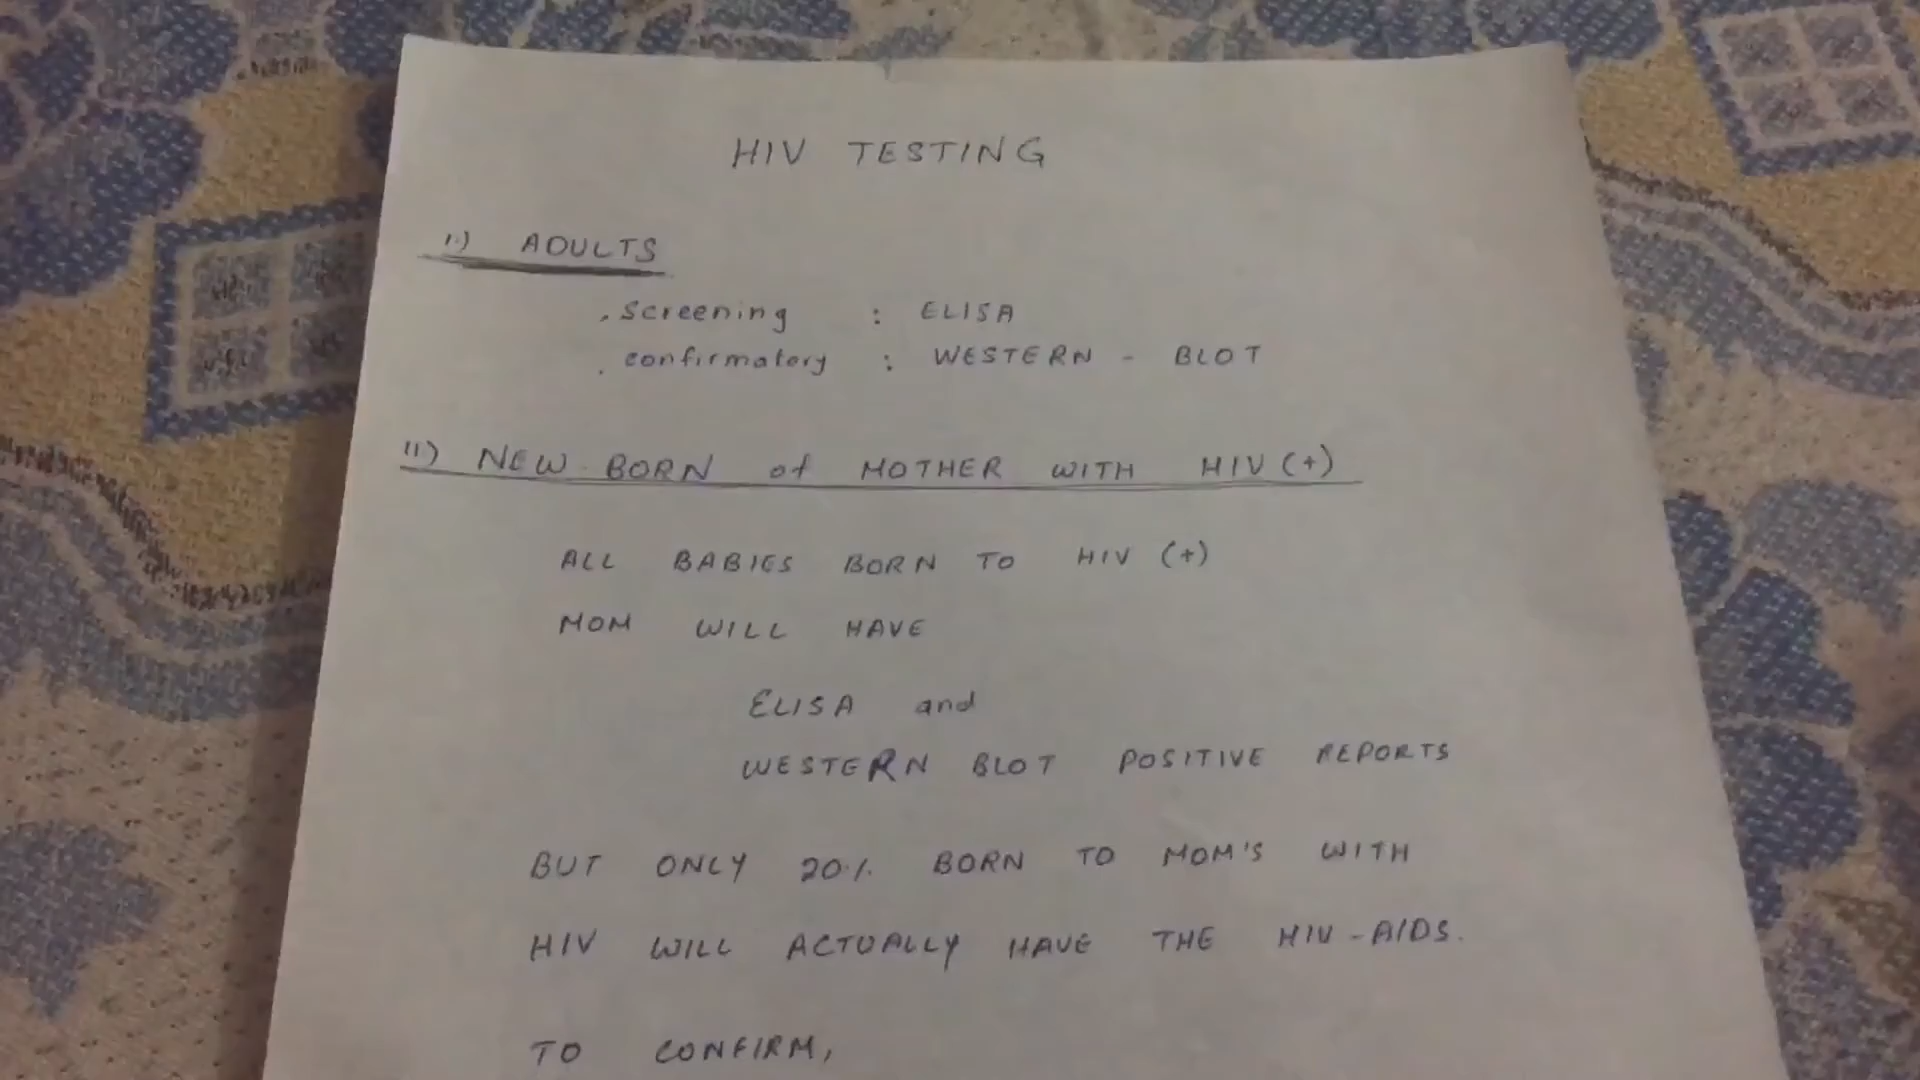 HIV TESTING
I.) ADULTS
. screening : ELISA
. confirmatory : WESTERN - BLOT
II.) NEW BORN of MOTHER WITH HIV (+)
ALL BABIES BORN TO HIV (+)
MOM WILL HAVE
ELISA and
WESTERN BLOT POSITIVE REPORTS
BUT ONLY 20% BORN TO MOM'S WITH
HIV WILL ACTUALLY HAVE THE HIV-AIDS.
TO CONFIRM,